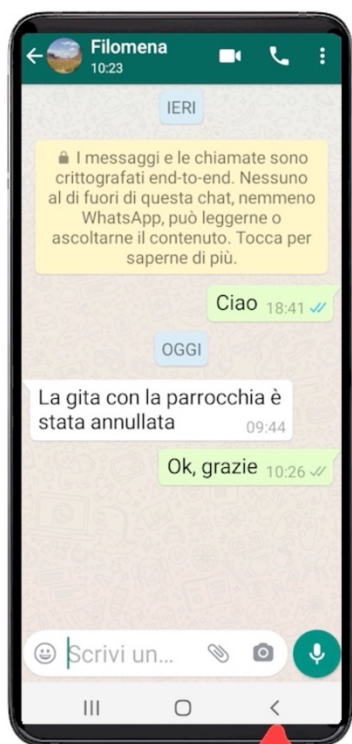 Filomena
10:23
IERI
I messaggi e le chiamate sono
crittografati end-to-end. Nessuno
al di fuori di questa chat, nemmeno
WhatsApp, può leggerne o
ascoltarne il contenuto. Tocca per
saperne di più.
Ciao 18:41
OGGI
La gita con la parrocchia è
stata annullata 09:44
Ok, grazie 10:26
Scrivi un...